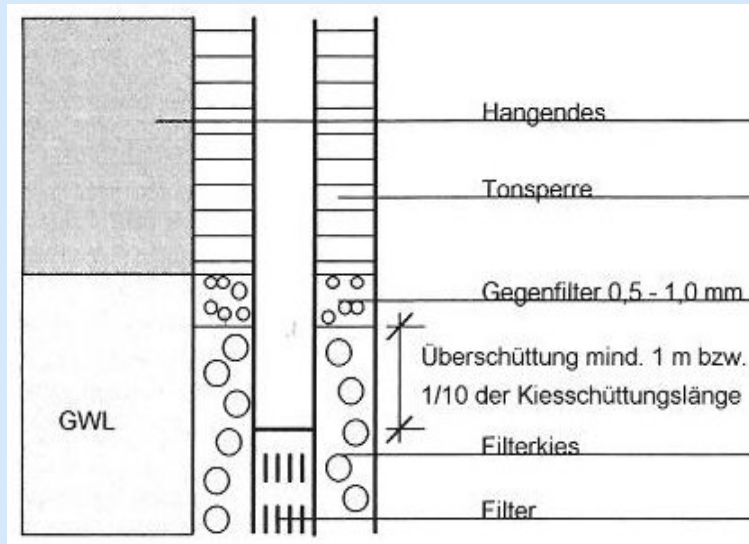 Hangendes
Tonsperre
Gegenfilter 0,5 - 1,0 mm
Überschüttung mind. 1 m bzw.
1/10 der Kiesschüttungslänge
GWL
Filterkies
Filter